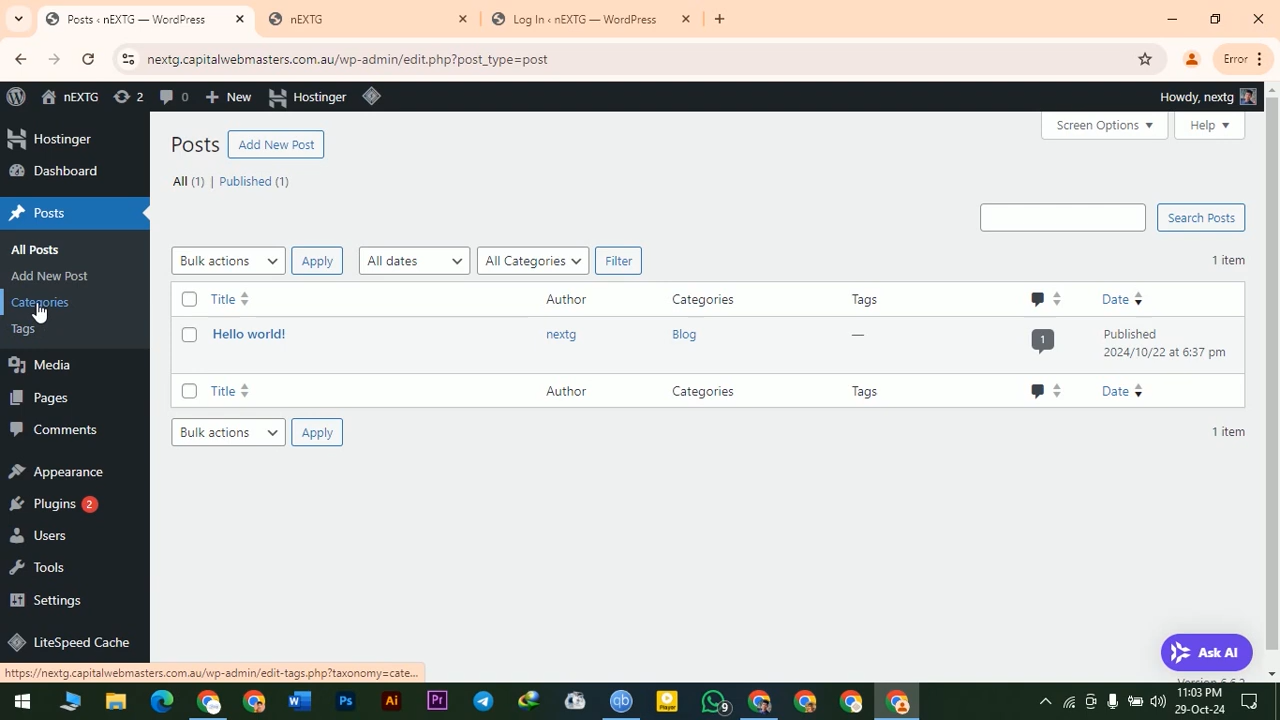 Posts ‹ nEXTG — WordPress
nEXTG
Log In ‹ nEXTG — WordPress
nextg.capitalwebmasters.com.au/wp-admin/edit.php?post_type=post
Error
nEXTG
2
0
New
Hostinger
Howdy, nextg
Hostinger
Dashboard
Posts
All Posts
Add New Post
Categories
Tags
Media
Pages
Comments
Appearance
Plugins 2
Users
Tools
Settings
LiteSpeed Cache
Posts
Add New Post
Screen Options
Help
All (1) | Published (1)
Search Posts
Bulk actions
Apply
All dates
All Categories
Filter
1 item
Title
Author
Categories
Tags
Date
Hello world!
nextg
Blog
—
1
Published
2024/10/22 at 6:37 pm
Title
Author
Categories
Tags
Date
Bulk actions
Apply
1 item
Ask AI
https://nextg.capitalwebmasters.com.au/wp-admin/edit-tags.php?taxonomy=cate...
W
Ps
Ai
Pr
qb
Player
9
11:03 PM
29-Oct-24